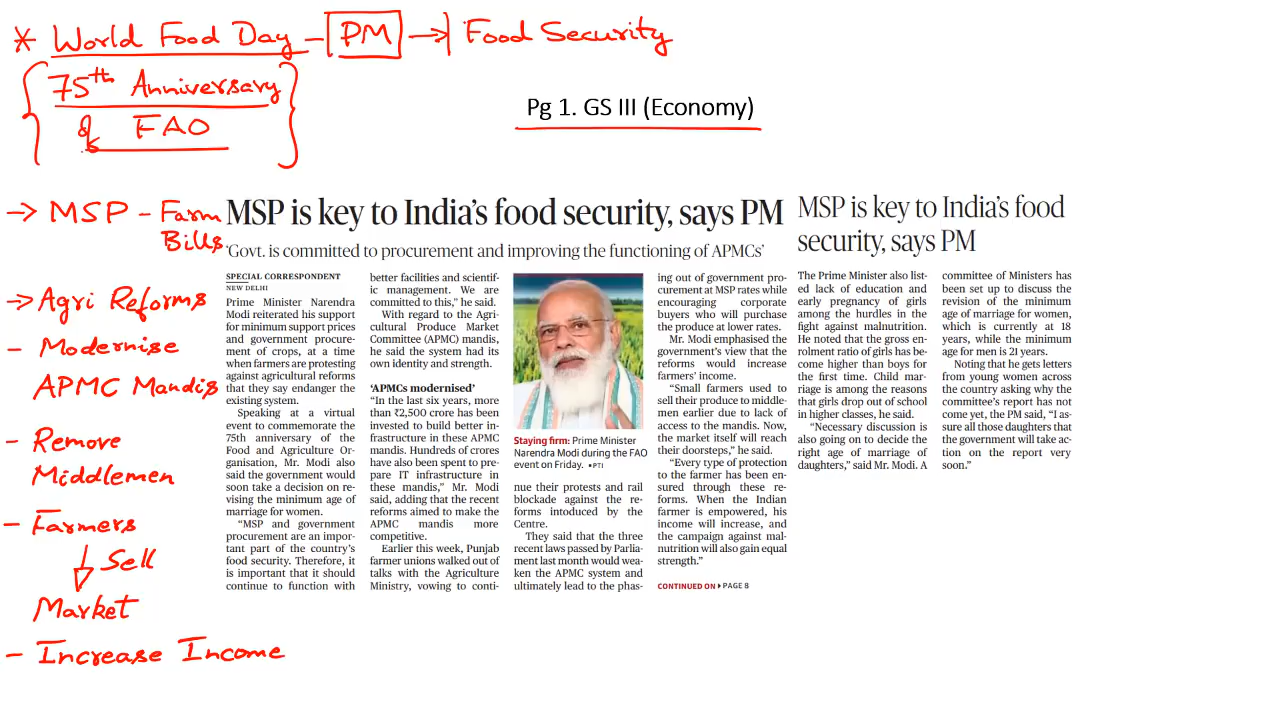 * World Food Day - PM → Food Security
75th Anniversary
of FAO
Pg 1. GS III (Economy)
→ MSP - Farm
Bills
→ Agri Reforms
- Modernise
APMC Mandis
- Remove
Middlemen
- Farmers
↓ Sell
Market
- Increase Income
MSP is key to India's food security, says PM
'Govt. is committed to procurement and improving the functioning of APMCs'
SPECIAL CORRESPONDENT
NEW DELHI
Prime Minister Narendra
Modi reiterated his support
for minimum support prices
and government procure-
ment of crops, at a time
when farmers are protesting
against agricultural reforms
that they say endanger the
existing system.
Speaking at a virtual
event to commemorate the
75th anniversary of the
Food and Agriculture Or-
ganisation, Mr. Modi also
said the government would
soon take a decision on re-
vising the minimum age of
marriage for women.
"MSP and government
procurement are an impor-
tant part of the country's
food security. Therefore, it
is important that it should
continue to function with
better facilities and scientif-
ic management. We are
committed to this," he said.
With regard to the Agri-
cultural Produce Market
Committee (APMC) mandis,
he said the system had its
own identity and strength.
'APMCs modernised'
"In the last six years, more
than ₹2,500 crore has been
invested to build better in-
frastructure in these APMC
mandis. Hundreds of crores
have also been spent to pre-
pare IT infrastructure in
these mandis," Mr. Modi
said, adding that the recent
reforms aimed to make the
APMC mandis more
competitive.
Earlier this week, Punjab
farmer unions walked out of
talks with the Agriculture
Ministry, vowing to conti-
Staying firm: Prime Minister
Narendra Modi during the FAO
event on Friday. ▪PTI
nue their protests and rail
blockade against the re-
forms intoduced by the
Centre.
They said that the three
recent laws passed by Parlia-
ment last month would wea-
ken the APMC system and
ultimately lead to the phas-
ing out of government pro-
curement at MSP rates while
encouraging corporate
buyers who will purchase
the produce at lower rates.
Mr. Modi emphasised the
government's view that the
reforms would increase
farmers' income.
"Small farmers used to
sell their produce to middle-
men earlier due to lack of
access to the mandis. Now,
the market itself will reach
their doorsteps," he said.
"Every type of protection
to the farmer has been en-
sured through these re-
forms. When the Indian
farmer is empowered, his
income will increase, and
the campaign against mal-
nutrition will also gain equal
strength."
CONTINUED ON ▸ PAGE 8
MSP is key to India's food
security, says PM
The Prime Minister also list-
ed lack of education and
early pregnancy of girls
among the hurdles in the
fight against malnutrition.
He noted that the gross en-
rolment ratio of girls has be-
come higher than boys for
the first time. Child mar-
riage is among the reasons
that girls drop out of school
in higher classes, he said.
"Necessary discussion is
also going on to decide the
right age of marriage of
daughters," said Mr. Modi. A
committee of Ministers has
been set up to discuss the
revision of the minimum
age of marriage for women,
which is currently at 18
years, while the minimum
age for men is 21 years.
Noting that he gets letters
from young women across
the country asking why the
committee's report has not
come yet, the PM said, "I as-
sure all those daughters that
the government will take ac-
tion on the report very
soon."